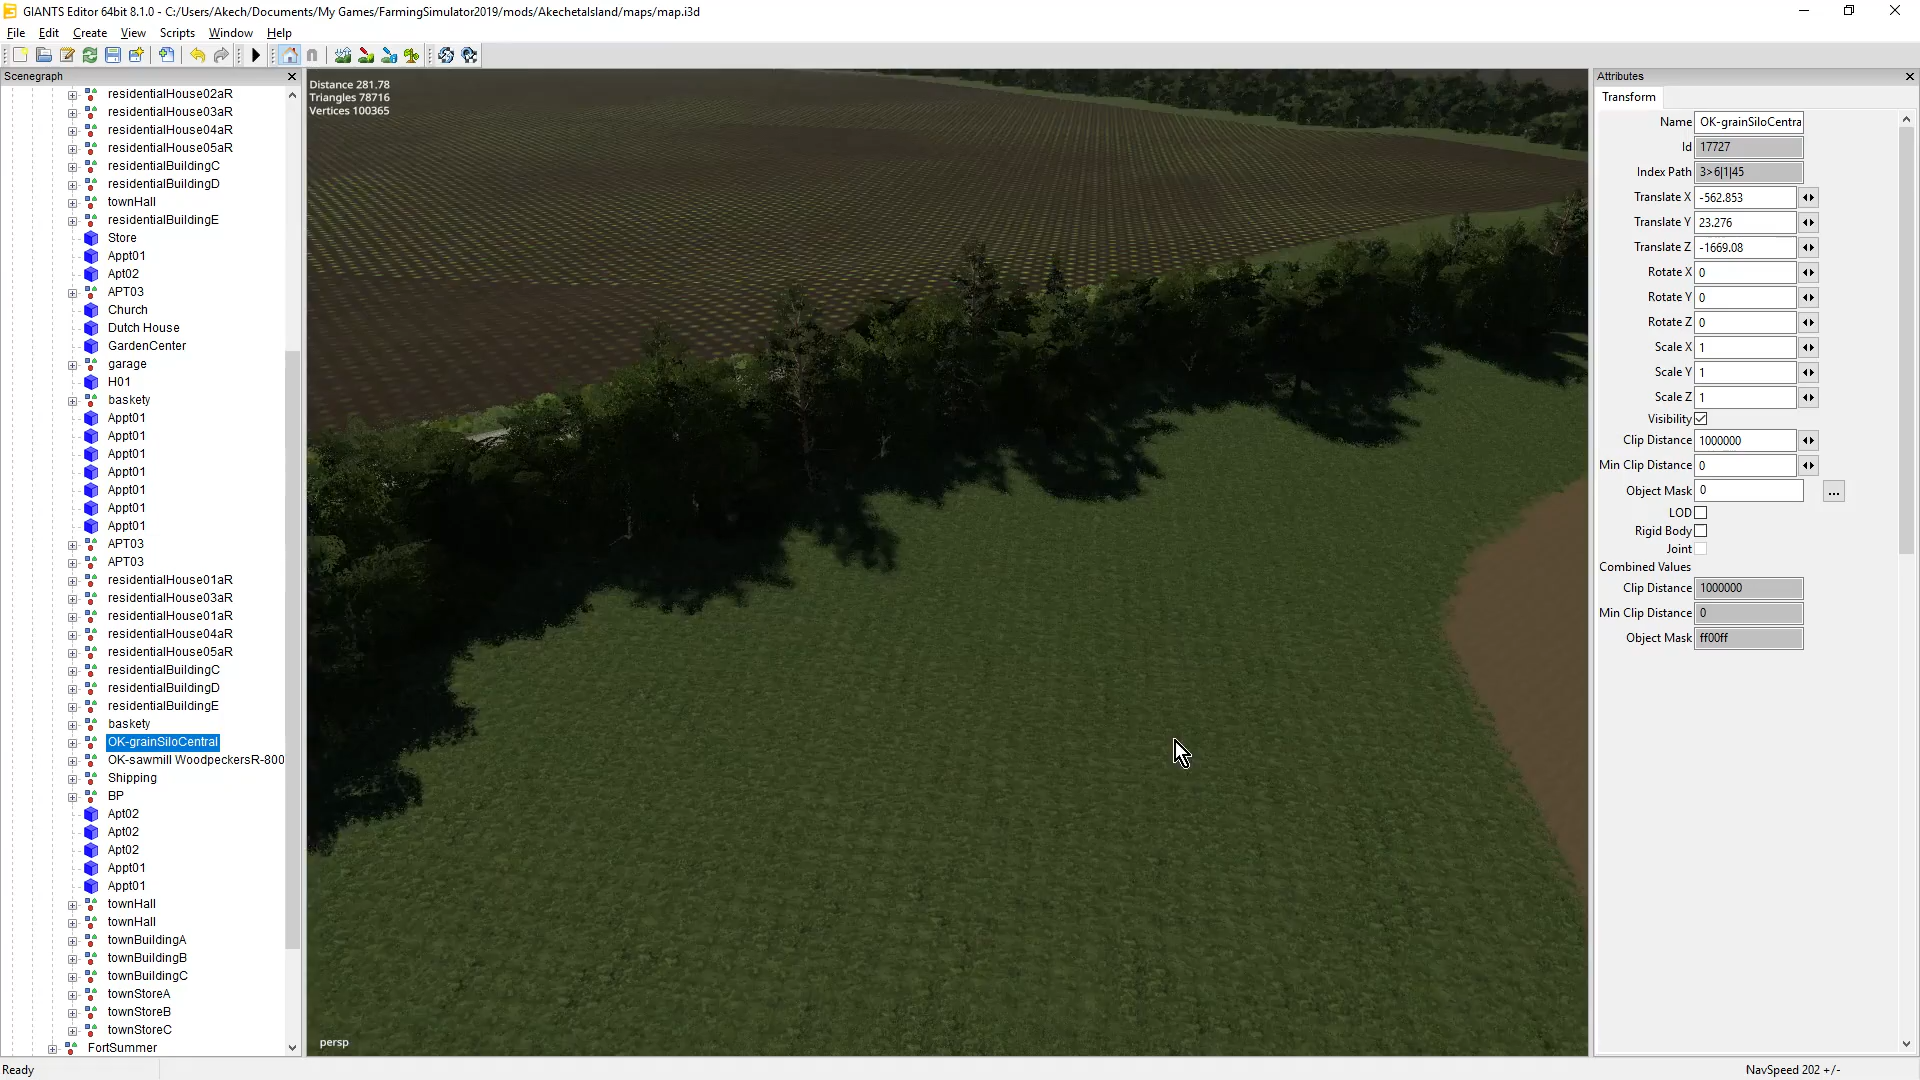 GIANTS Editor 64bit 8.1.0 - C:/Users/Akech/Documents/My Games/FarmingSimulator2019/mods/AkechetaIsland/maps/map.i3d
File Edit Create View Scripts Window Help
Scenegraph
residentialHouse02aR
residentialHouse03aR
residentialHouse04aR
residentialHouse05aR
residentialBuildingC
residentialBuildingD
townHall
residentialBuildingE
Store
Appt01
Apt02
APT03
Church
Dutch House
GardenCenter
garage
H01
baskety
Appt01
Appt01
Appt01
Appt01
Appt01
Appt01
Appt01
APT03
APT03
residentialHouse01aR
residentialHouse03aR
residentialHouse01aR
residentialHouse04aR
residentialHouse05aR
residentialBuildingC
residentialBuildingD
residentialBuildingE
baskety
OK-grainSiloCentral
OK-sawmill WoodpeckersR-800
Shipping
BP
Apt02
Apt02
Apt02
Appt01
Appt01
townHall
townHall
townBuildingA
townBuildingB
townBuildingC
townStoreA
townStoreB
townStoreC
FortSummer
Distance 281.78
Triangles 78716
Vertices 100365
persp
Attributes
Transform
Name OK-grainSiloCentra
Id 17727
Index Path 3>6|1|45
Translate X -562.853
Translate Y 23.276
Translate Z -1669.08
Rotate X 0
Rotate Y 0
Rotate Z 0
Scale X 1
Scale Y 1
Scale Z 1
Visibility
Clip Distance 1000000
Min Clip Distance 0
Object Mask 0 ...
LOD
Rigid Body
Joint
Combined Values
Clip Distance 1000000
Min Clip Distance 0
Object Mask ff00ff
Ready
NavSpeed 202 +/-